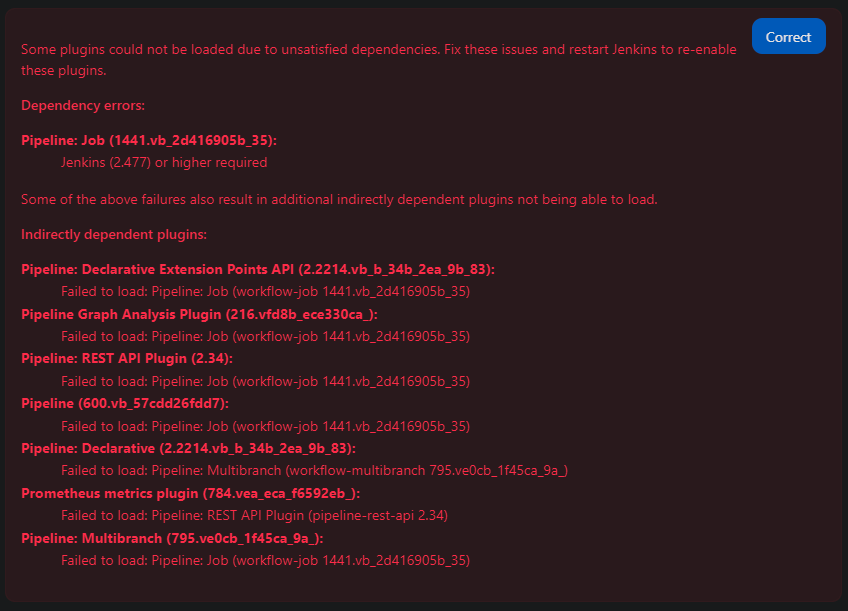 Correct
Some plugins could not be loaded due to unsatisfied dependencies. Fix these issues and restart Jenkins to re-enable
these plugins.
Dependency errors:
Pipeline: Job (1441.vb_2d416905b_35):
Jenkins (2.477) or higher required
Some of the above failures also result in additional indirectly dependent plugins not being able to load.
Indirectly dependent plugins:
Pipeline: Declarative Extension Points API (2.2214.vb_b_34b_2ea_9b_83):
Failed to load: Pipeline: Job (workflow-job 1441.vb_2d416905b_35)
Pipeline Graph Analysis Plugin (216.vfd8b_ece330ca_):
Failed to load: Pipeline: Job (workflow-job 1441.vb_2d416905b_35)
Pipeline: REST API Plugin (2.34):
Failed to load: Pipeline: Job (workflow-job 1441.vb_2d416905b_35)
Pipeline (600.vb_57cdd26fdd7):
Failed to load: Pipeline: Job (workflow-job 1441.vb_2d416905b_35)
Pipeline: Declarative (2.2214.vb_b_34b_2ea_9b_83):
Failed to load: Pipeline: Multibranch (workflow-multibranch 795.ve0cb_1f45ca_9a_)
Prometheus metrics plugin (784.vea_eca_f6592eb_):
Failed to load: Pipeline: REST API Plugin (pipeline-rest-api 2.34)
Pipeline: Multibranch (795.ve0cb_1f45ca_9a_):
Failed to load: Pipeline: Job (workflow-job 1441.vb_2d416905b_35)